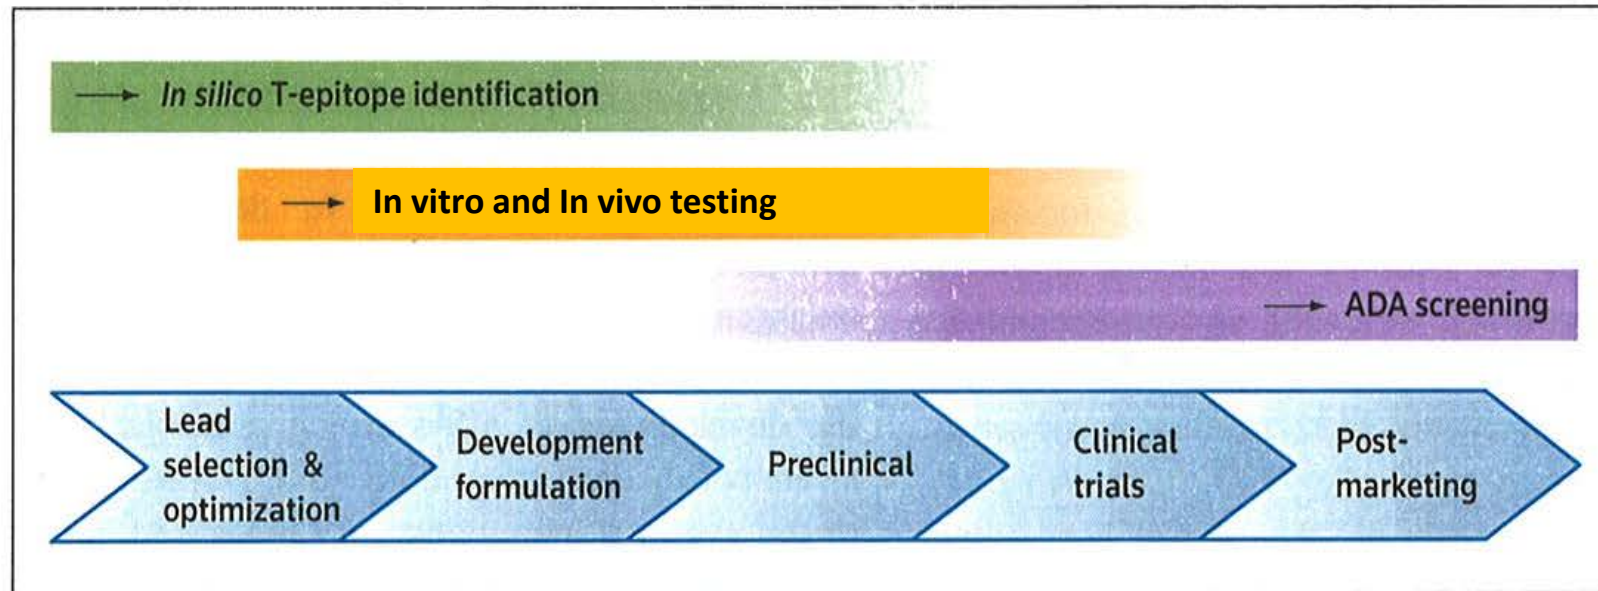 In silico T-epitope identification
In vitro and In vivo testing
ADA screening
Lead
selection &
optimization
Development
formulation
Preclinical
Clinical
trials
Post-
marketing